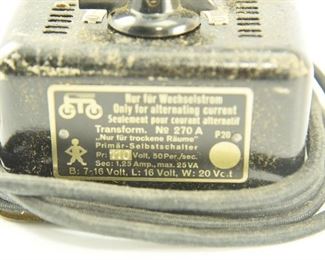 Nur für Wechselstrom
Only for alternating current
Seulement pour courant alternatif
Transform. № 270 A P20
„Nur für trockene Räume"
Primär-Selbstschalter
Pr: 110 Volt, 50 Per./sec.
Sec: 1,25 Amp., max. 25 VA
B: 7-16 Volt, L: 16 Volt, W: 20 Volt